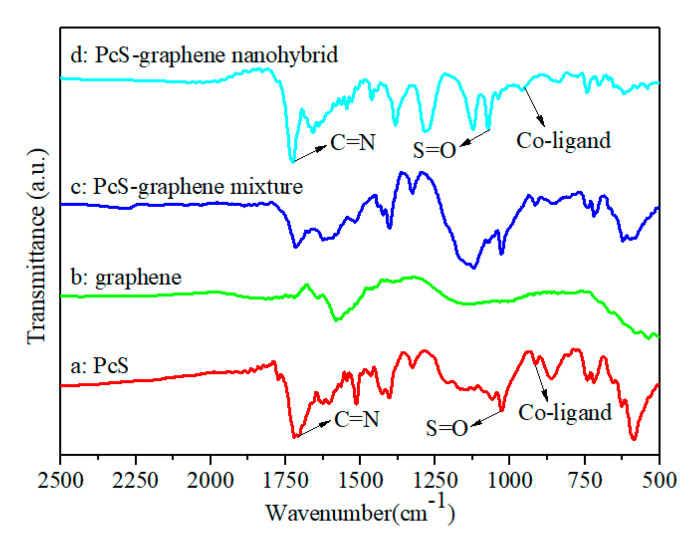 d: PcS-graphene nanohybrid
C=N
S=O
Co-ligand
c: PcS-graphene mixture
b: graphene
a: PcS
C=N
S=O
Co-ligand
Transmittance (a.u.)
2500 2250 2000 1750 1500 1250 1000 750 500
Wavenumber(cm-1)